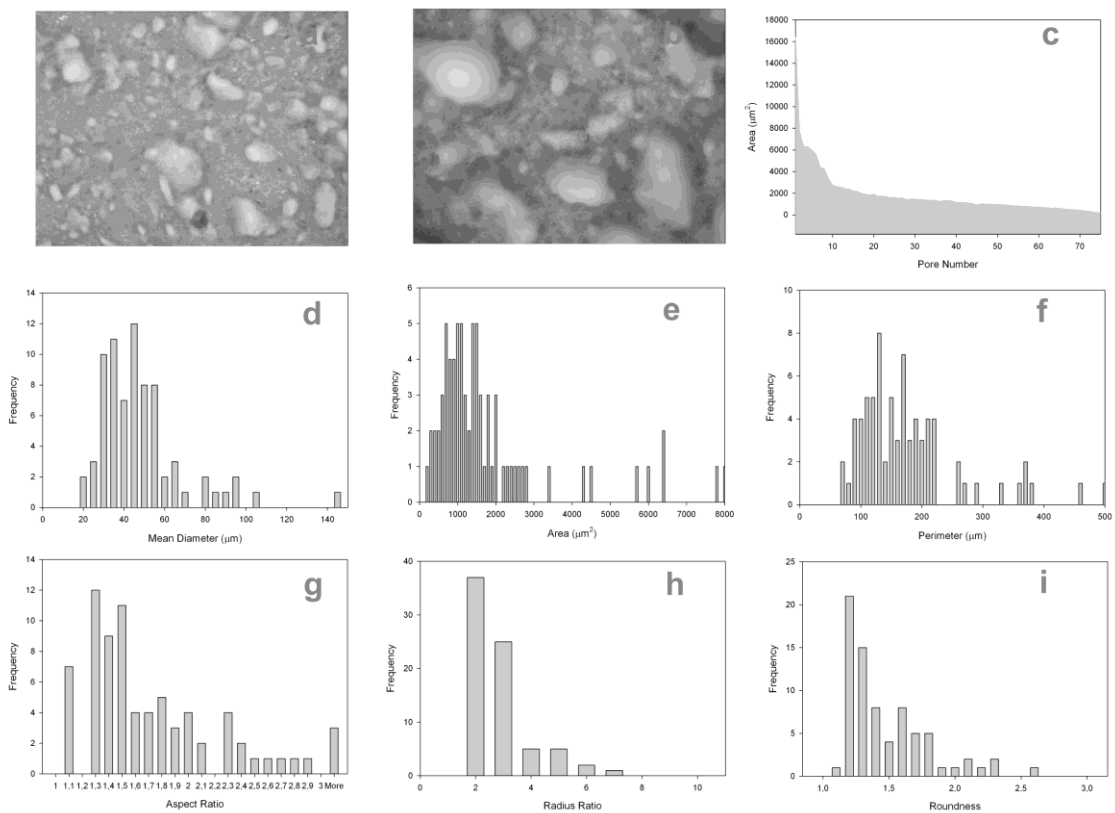 c
18000
16000
14000
12000
10000
8000
6000
4000
2000
0
Area (μm²)
10 20 30 40 50 60 70
Pore Number
d
14
12
10
8
6
4
2
0
Frequency
0 20 40 60 80 100 120 140
Mean Diameter (μm)
e
6
5
4
3
2
1
0
Frequency
1000 2000 3000 4000 5000 6000 7000 8000
Area (μm²)
f
10
8
6
4
2
0
Frequency
0 100 200 300 400 500
Perimeter (μm)
g
14
12
10
8
6
4
2
0
Frequency
1 1,1 1,2 1,3 1,4 1,5 1,6 1,7 1,8 1,9 2 2,1 2,2 2,3 2,4 2,5 2,6 2,7 2,8 2,9 3 More
Aspect Ratio
h
40
30
20
10
0
Frequency
0 2 4 6 8 10
Radius Ratio
i
25
20
15
10
5
0
Frequency
1,0 1,5 2,0 2,5 3,0
Roundness